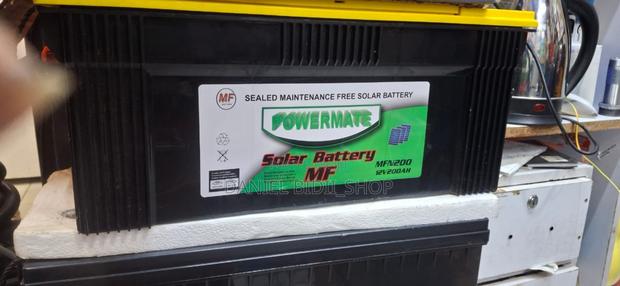 MF
SEALED MAINTENANCE FREE SOLAR BATTERY
POWERMATE
Solar Battery
MF
MFN200
12V200AH
DANIEL BIDII_SHOP